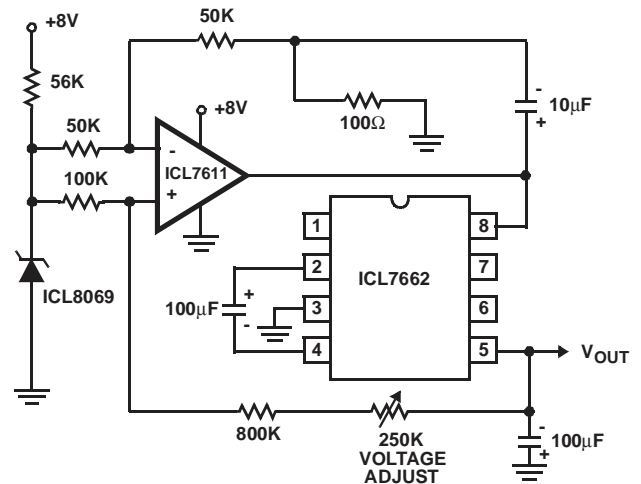 +8V
50K
56K
+8V
100Ω
-
10μF
+
50K
-
ICL7611
100K
+
1
8
2
ICL7662
7
ICL8069
100μF
+
-
3
6
4
5
VOUT
800K
250K
VOLTAGE
ADJUST
-
100μF
+